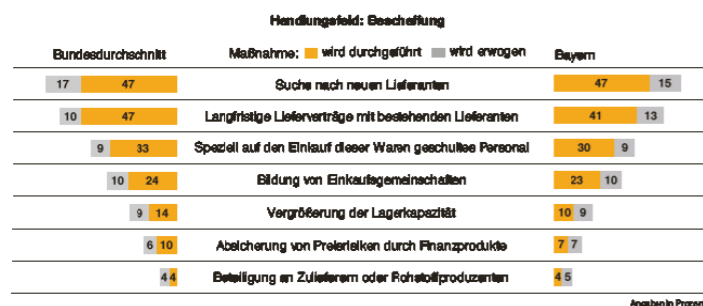 Handlungsfeld: Beschaffung
Bundesdurchschnitt Maßnahme: wird durchgeführt wird erwogen Bayern
17 47 Suche nach neuen Lieferanten 47 15
10 47 Langfristige Lieferverträge mit bestehenden Lieferanten 41 13
9 33 Speziell auf den Einkauf dieser Waren geschultes Personal 30 9
10 24 Bildung von Einkaufsgemeinschaften 23 10
9 14 Vergrößerung der Lagerkapazität 10 9
6 10 Absicherung von Preisrisiken durch Finanzprodukte 7 7
4 4 Beteiligung an Zulieferern oder Rohstoffproduzenten 4 5
Angaben in Prozent